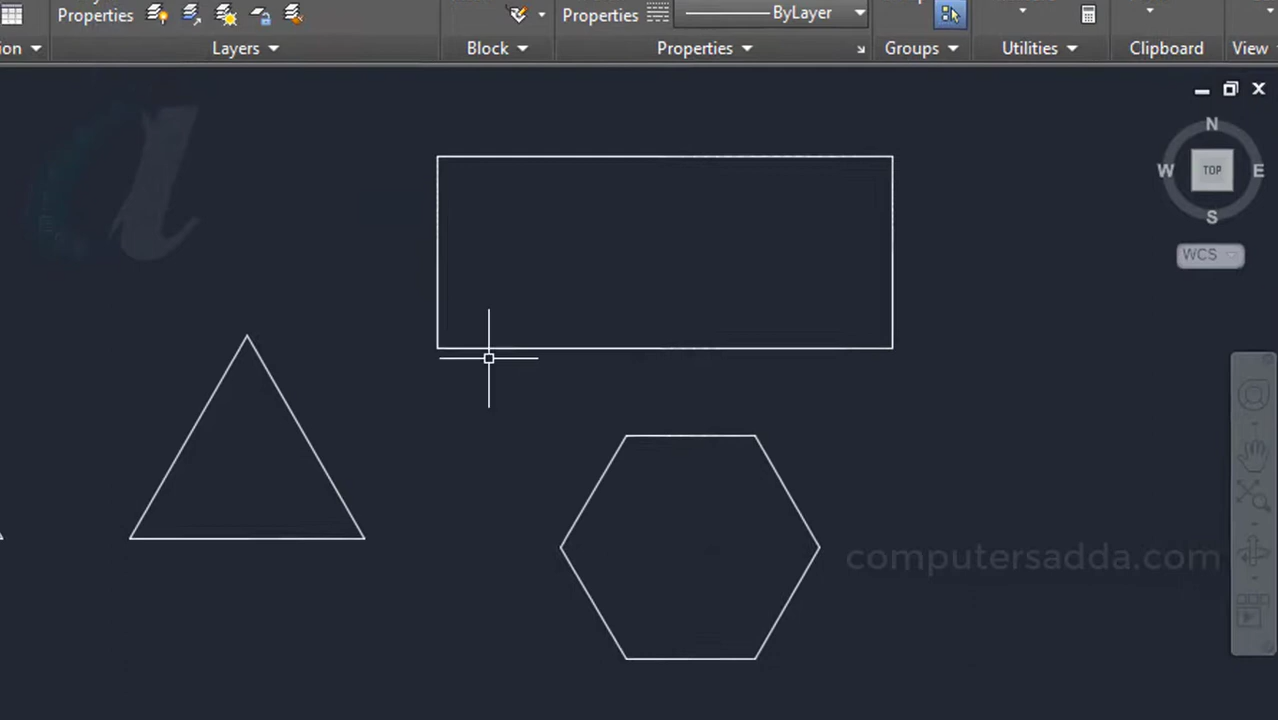 Properties
Properties
ByLayer
ion
Layers
Block
Properties
Groups
Utilities
Clipboard
View
N
W
TOP
E
S
WCS
a
computersadda.com